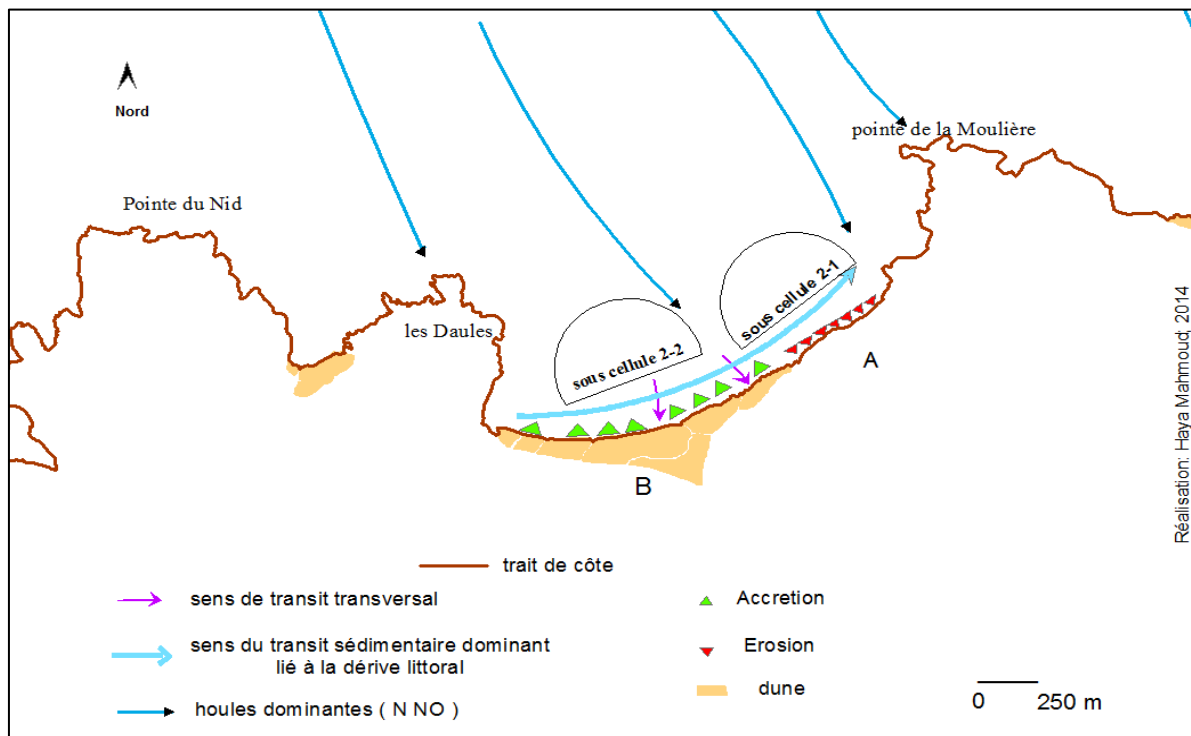 Nord
pointe de la Moulière
Pointe du Nid
les Daules
sous cellule 2-1
sous cellule 2-2
A
B
Réalisation: Haya Mahmoud; 2014
trait de côte
sens de transit transversal
sens du transit sédimentaire dominant
lié à la dérive littoral
houles dominantes ( N NO )
Accretion
Erosion
dune
0 250 m